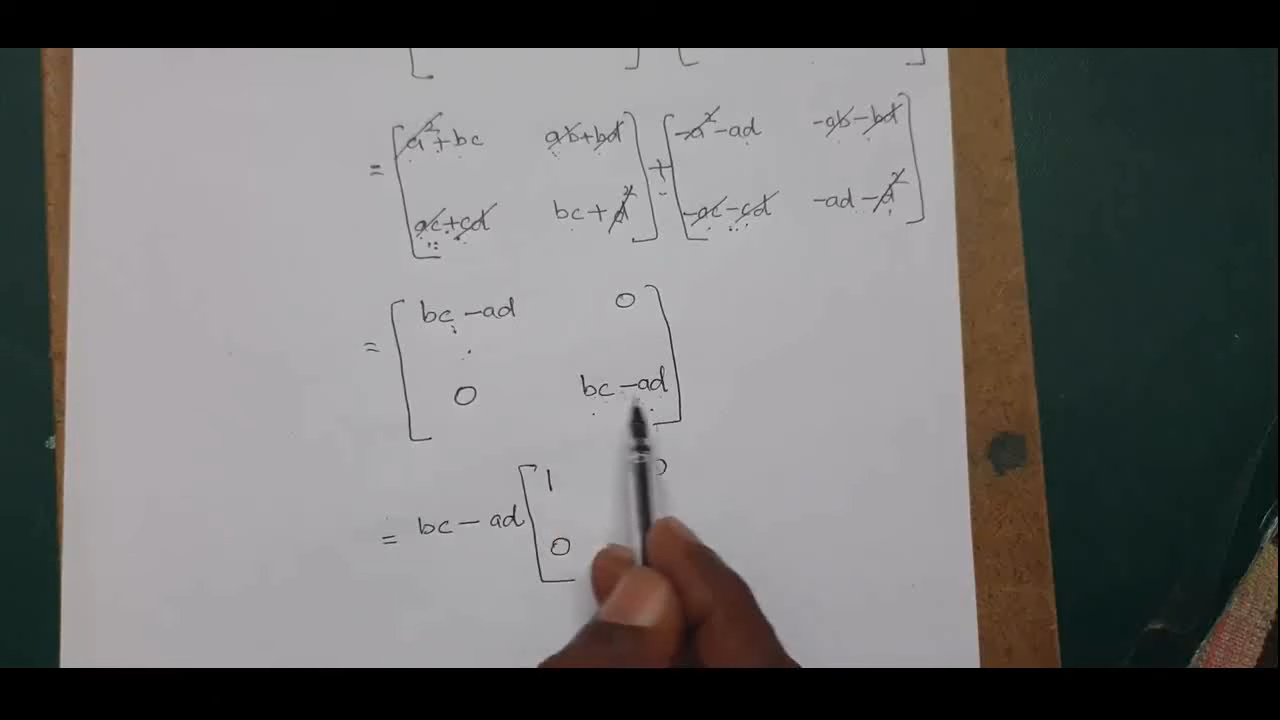 = [ a²+bc ab+bd ] + [ -a²-ad -ab-bd ]
[ ac+cd bc+d² ] [ -ac-cd -ad-d² ]
= [ bc-ad 0 ]
[ 0 bc-ad ]
= bc-ad [ 1 0
[ 0